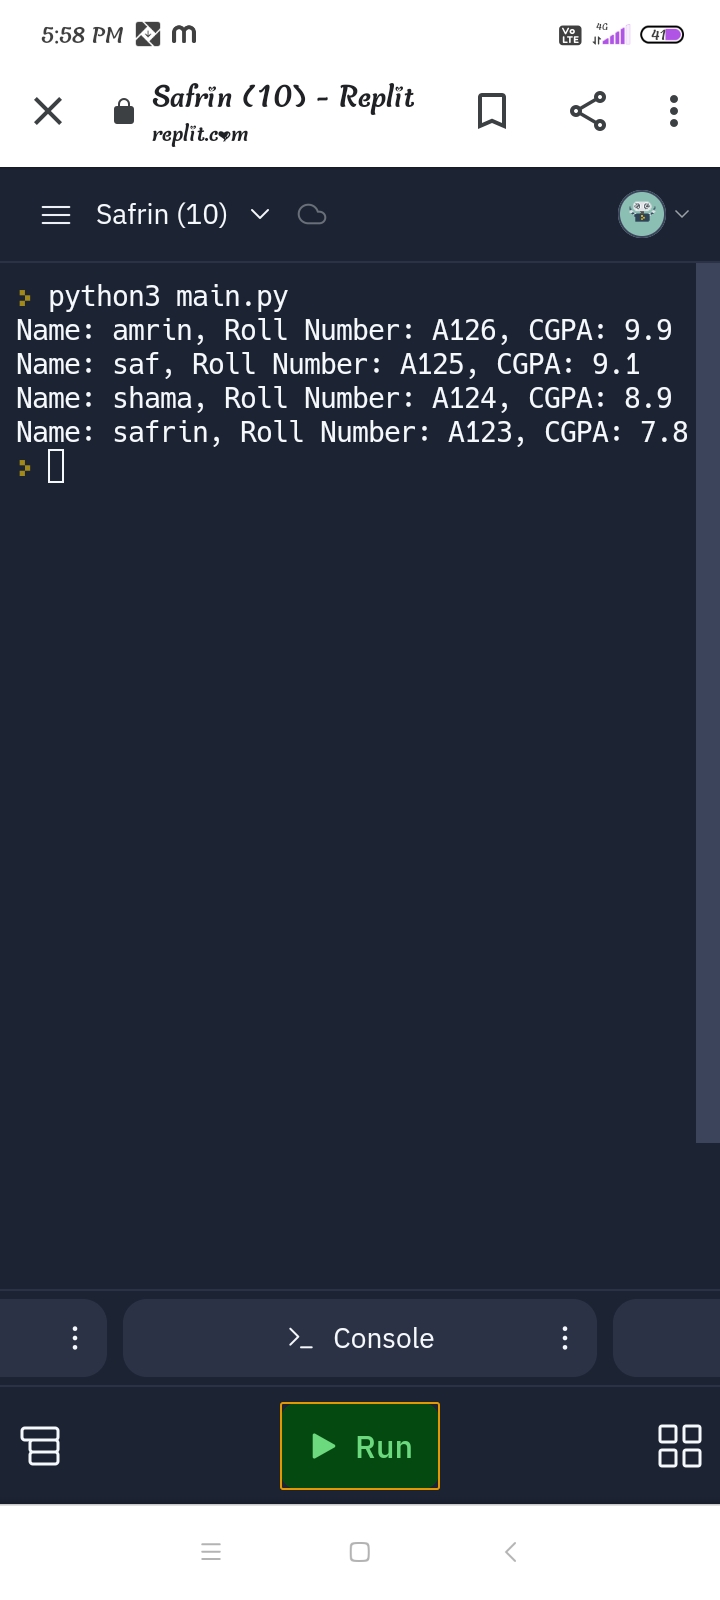 5:58 PM m Vo LTE 4G 41
Safrin (10) - Replit
replit.com
Safrin (10)
python3 main.py
Name: amrin, Roll Number: A126, CGPA: 9.9
Name: saf, Roll Number: A125, CGPA: 9.1
Name: shama, Roll Number: A124, CGPA: 8.9
Name: safrin, Roll Number: A123, CGPA: 7.8
Console
Run